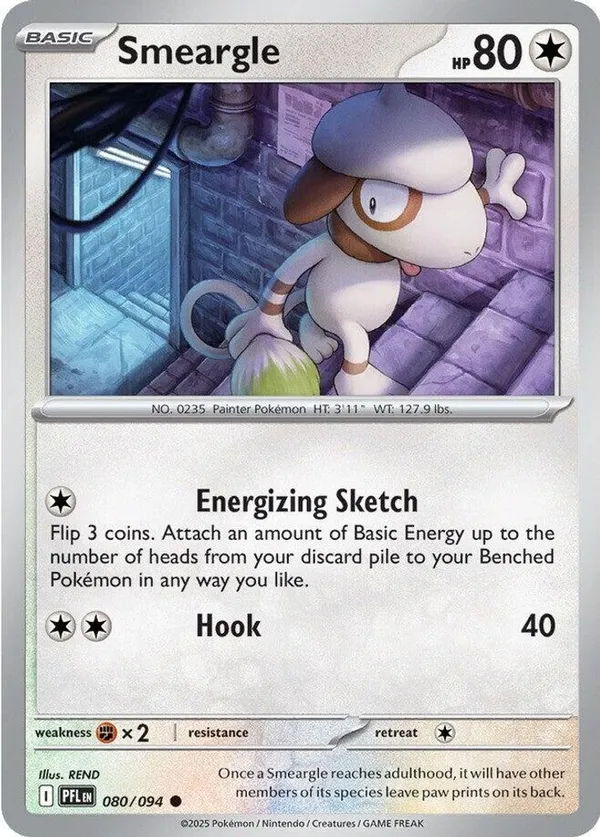 BASIC Smeargle HP 80
NO. 0235 Painter Pokémon HT: 3'11" WT: 127.9 lbs.
Energizing Sketch
Flip 3 coins. Attach an amount of Basic Energy up to the
number of heads from your discard pile to your Benched
Pokémon in any way you like.
Hook 40
weakness ×2 resistance retreat
Illus. REND
Once a Smeargle reaches adulthood, it will have other
members of its species leave paw prints on its back.
I PFL EN 080/094
©2025 Pokémon / Nintendo / Creatures / GAME FREAK